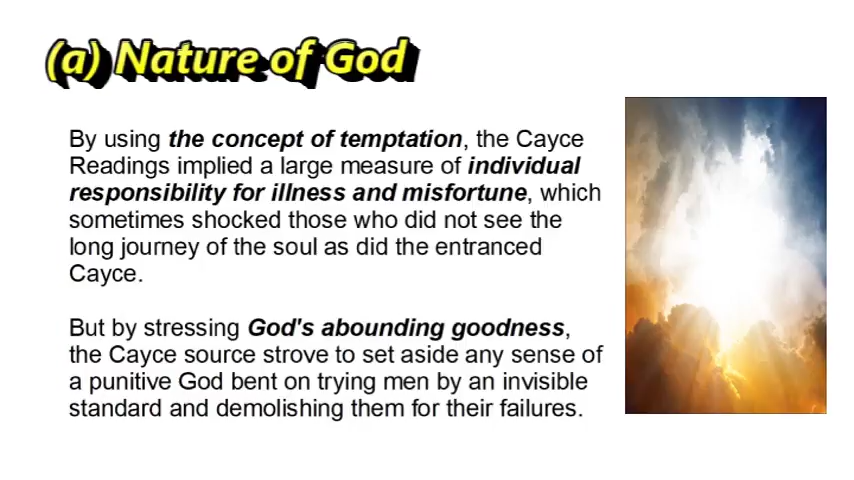 (a) Nature of God
By using the concept of temptation, the Cayce
Readings implied a large measure of individual
responsibility for illness and misfortune, which
sometimes shocked those who did not see the
long journey of the soul as did the entranced
Cayce.
But by stressing God's abounding goodness,
the Cayce source strove to set aside any sense of
a punitive God bent on trying men by an invisible
standard and demolishing them for their failures.